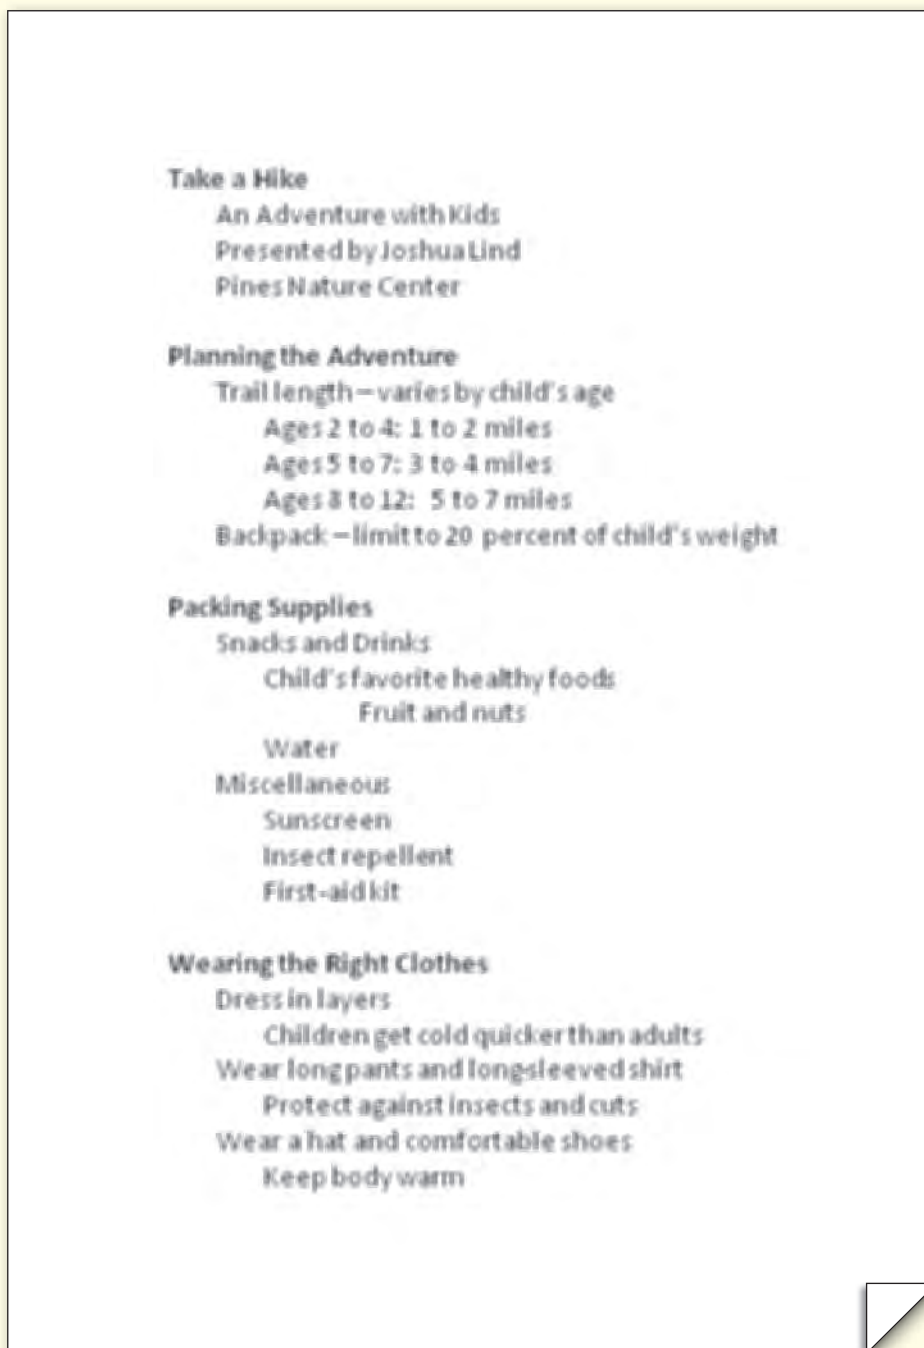 Take a Hike
An Adventure with Kids
Presented by Joshua Lind
Pines Nature Center
Planning the Adventure
Trail length – varies by child's age
Ages 2 to 4: 1 to 2 miles
Ages 5 to 7: 3 to 4 miles
Ages 8 to 12: 5 to 7 miles
Backpack – limit to 20 percent of child's weight
Packing Supplies
Snacks and Drinks
Child's favorite healthy foods
Fruit and nuts
Water
Miscellaneous
Sunscreen
Insect repellent
First-aid kit
Wearing the Right Clothes
Dress in layers
Children get cold quicker than adults
Wear long pants and long-sleeved shirt
Protect against insects and cuts
Wear a hat and comfortable shoes
Keep body warm